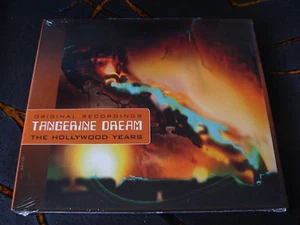 ORIGINAL RECORDINGS
TANGERINE DREAM
THE HOLLYWOOD YEARS